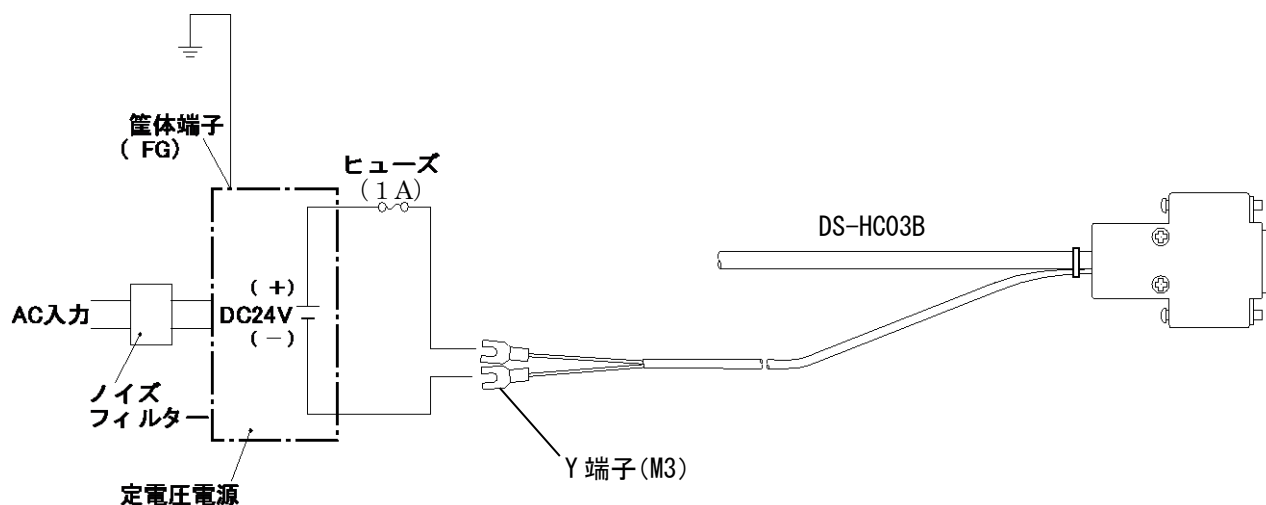 筐体端子
( FG)
ヒューズ
(1A)
DS-HC03B
(+)
AC入力
DC24V
(-)
ノイズ
フィルター
Y端子(M3)
定電圧電源